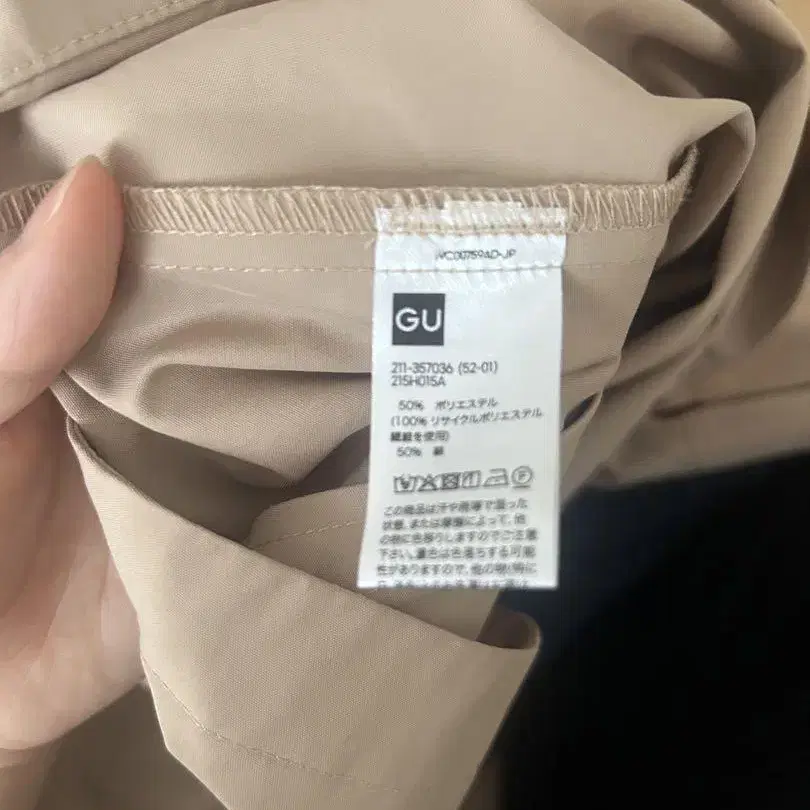 WC00759AD-JP
GU
211-357036 (52-01)
215H015A
50% ポリエステル
(100% リサイクルポリエステル
繊維を使用)
50% 綿
この商品は汗や雨等で湿った
状態、または摩擦によって、他
の物に色移りしますのでご注意
下さい。濃色は色落ちする可能
性がありますので、他の物(特に